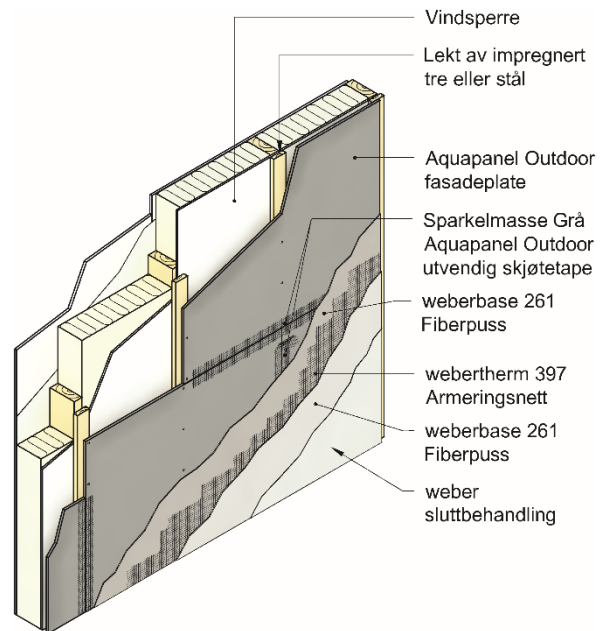 Vindsperre
Lekt av impregnert
tre eller stål
Aquapanel Outdoor
fasadeplate
Sparkelmasse Grå
Aquapanel Outdoor
utvendig skjøtetape
weberbase 261
Fiberpuss
webertherm 397
Armeringsnett
weberbase 261
Fiberpuss
weber
sluttbehandling